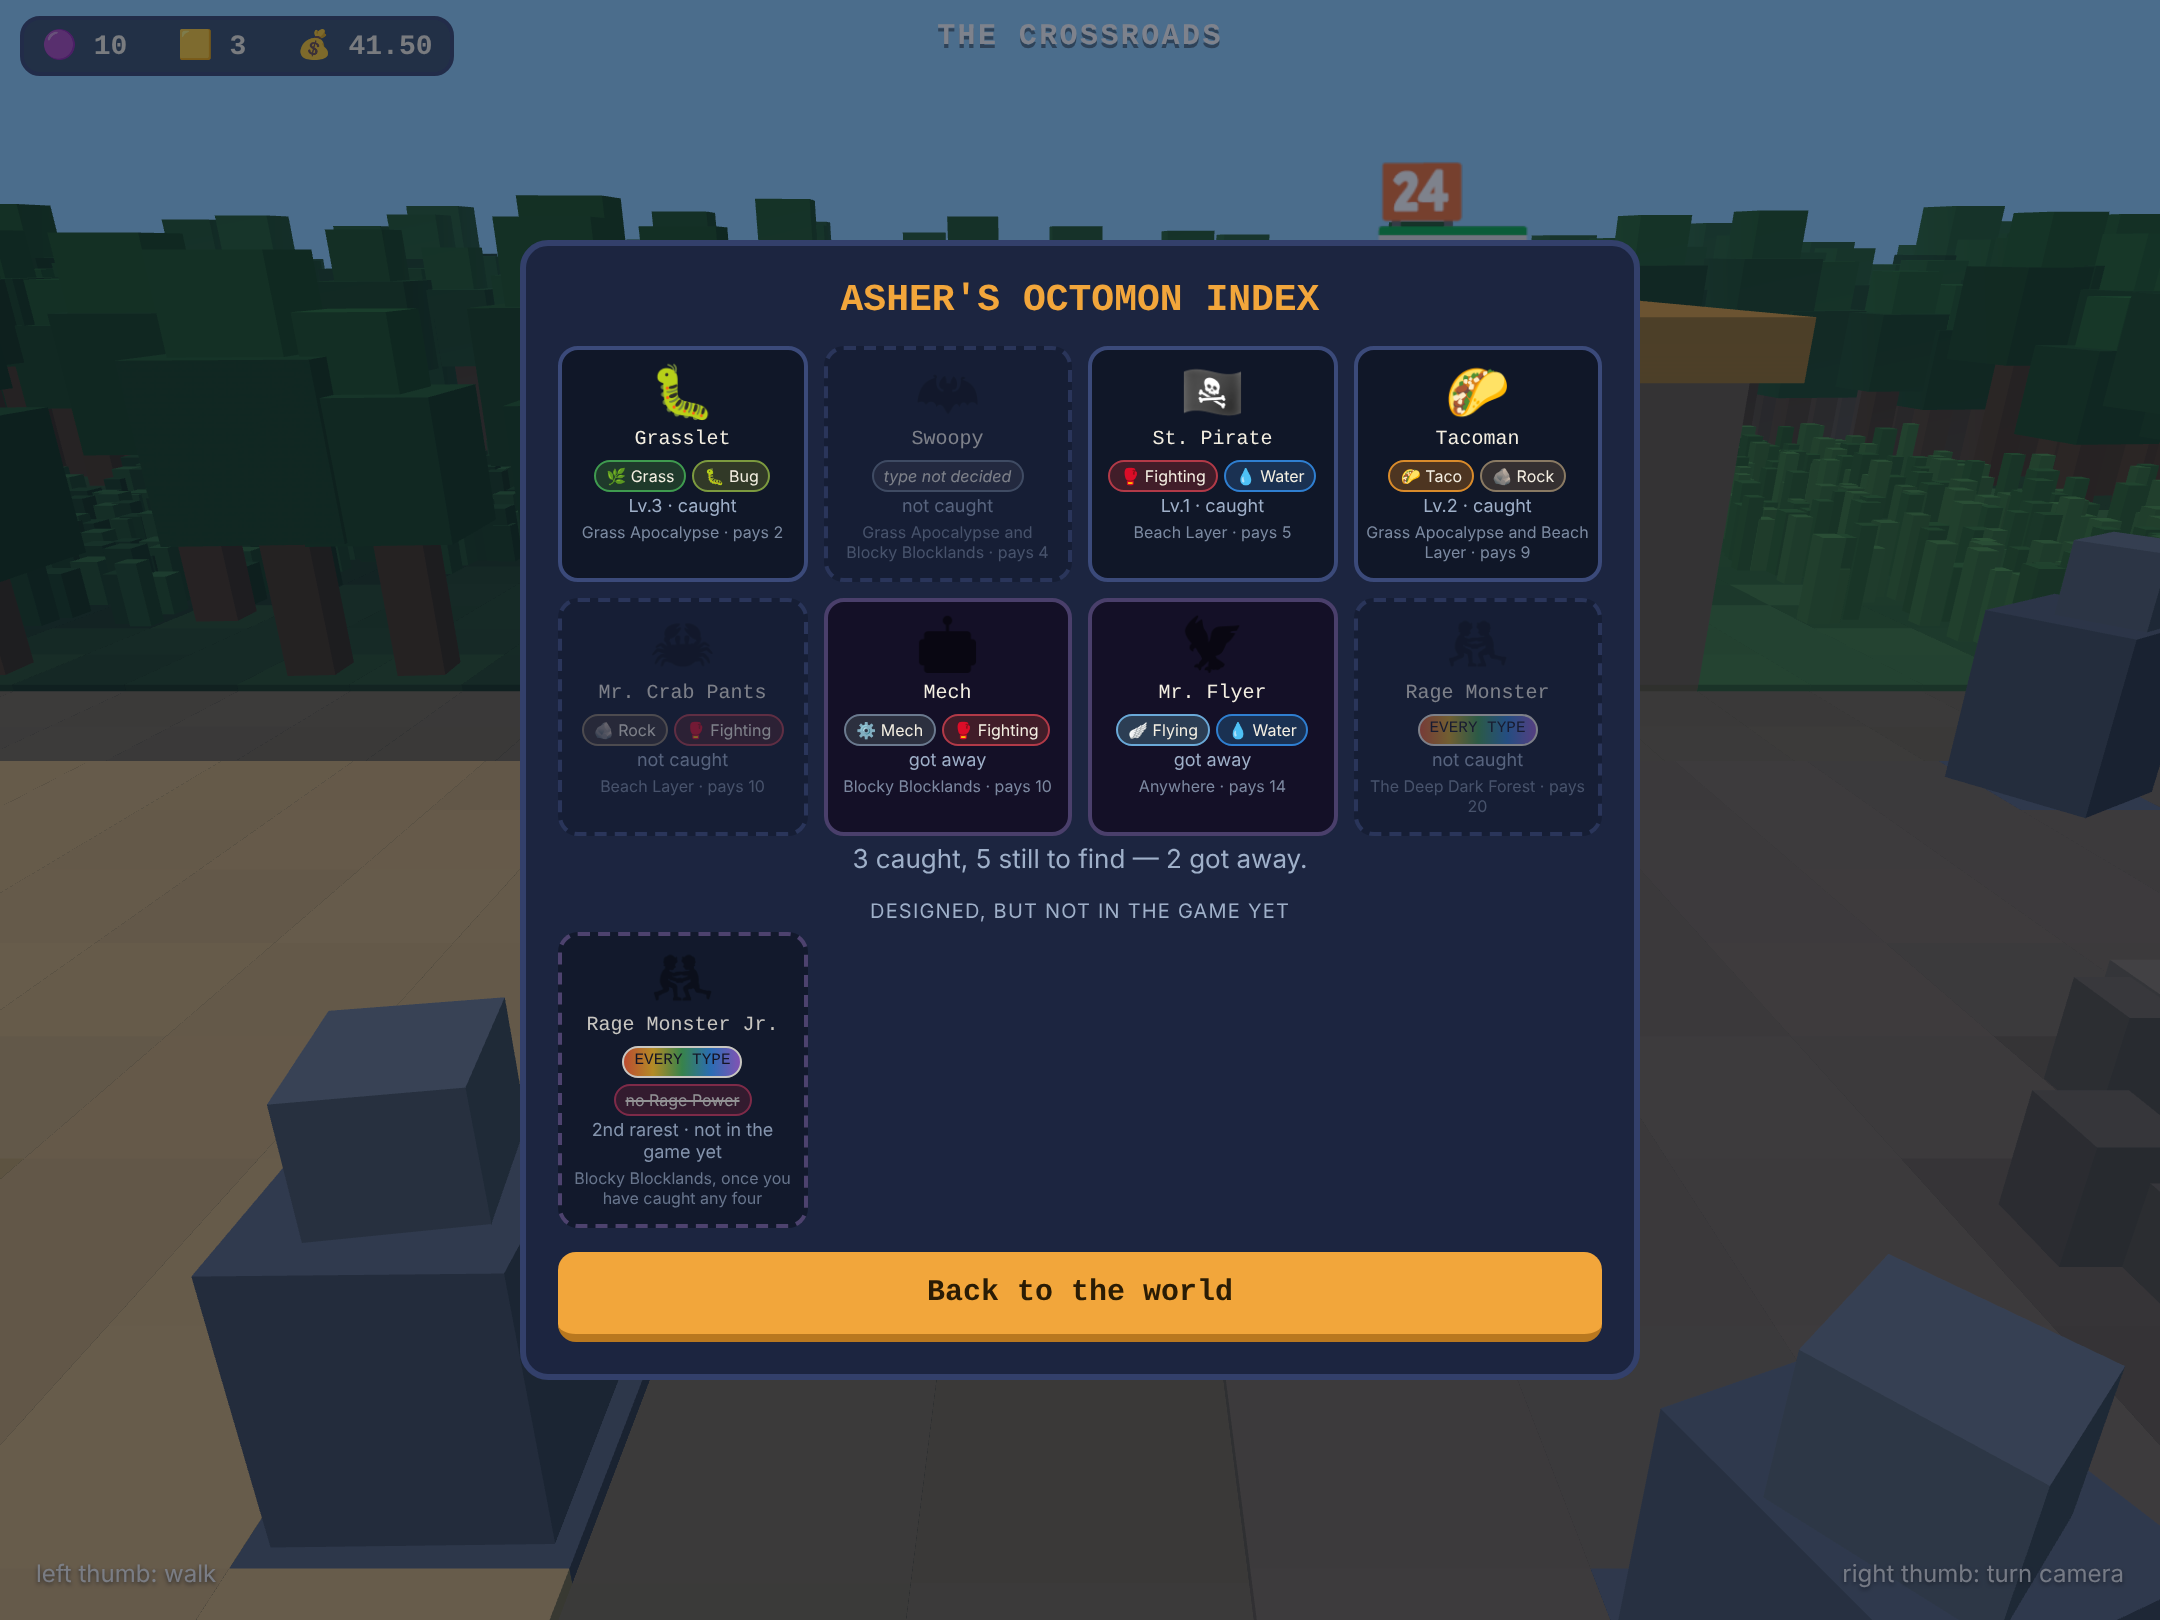 10 3 41.50
THE CROSSROADS
24
ASHER'S OCTOMON INDEX
Grasslet
Grass Bug
Lv.3 · caught
Grass Apocalypse · pays 2
Swoopy
type not decided
not caught
Grass Apocalypse and
Blocky Blocklands · pays 4
St. Pirate
Fighting Water
Lv.1 · caught
Beach Layer · pays 5
Tacoman
Taco Rock
Lv.2 · caught
Grass Apocalypse and Beach
Layer · pays 9
Mr. Crab Pants
Rock Fighting
not caught
Beach Layer · pays 10
Mech
Mech Fighting
got away
Blocky Blocklands · pays 10
Mr. Flyer
Flying Water
got away
Anywhere · pays 14
Rage Monster
EVERY TYPE
not caught
The Deep Dark Forest · pays
20
3 caught, 5 still to find — 2 got away.
DESIGNED, BUT NOT IN THE GAME YET
Rage Monster Jr.
EVERY TYPE
no Rage Power
2nd rarest · not in the
game yet
Blocky Blocklands, once you
have caught any four
Back to the world
left thumb: walk
right thumb: turn camera